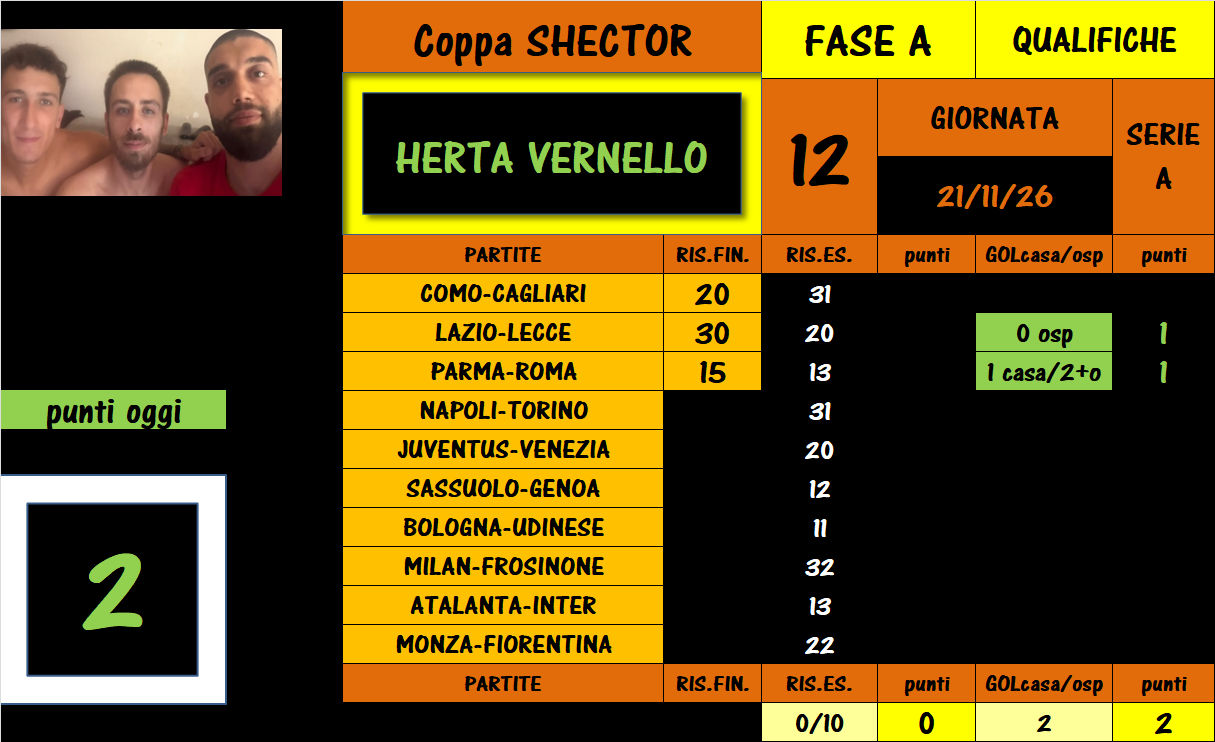 Coppa SHECTOR FASE A QUALIFICHE
HERTA VERNELLO
12
GIORNATA
21/11/26
SERIE
A
PARTITE RIS.FIN. RIS.ES. punti GOLcasa/osp punti
COMO-CAGLIARI 20 31
LAZIO-LECCE 30 20 0 osp 1
PARMA-ROMA 15 13 1 casa/2+o 1
NAPOLI-TORINO 31
JUVENTUS-VENEZIA 20
SASSUOLO-GENOA 12
BOLOGNA-UDINESE 11
MILAN-FROSINONE 32
ATALANTA-INTER 13
MONZA-FIORENTINA 22
PARTITE RIS.FIN. RIS.ES. punti GOLcasa/osp punti
0/10 0 2 2
punti oggi
2